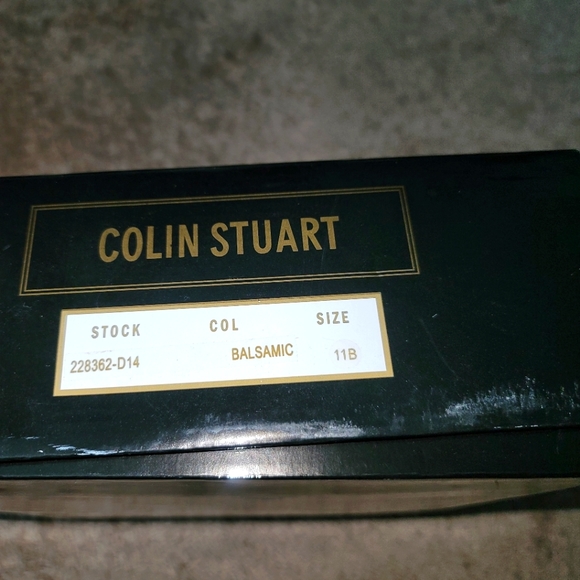 COLIN STUART
STOCK COL SIZE
228362-D14 BALSAMIC 11B